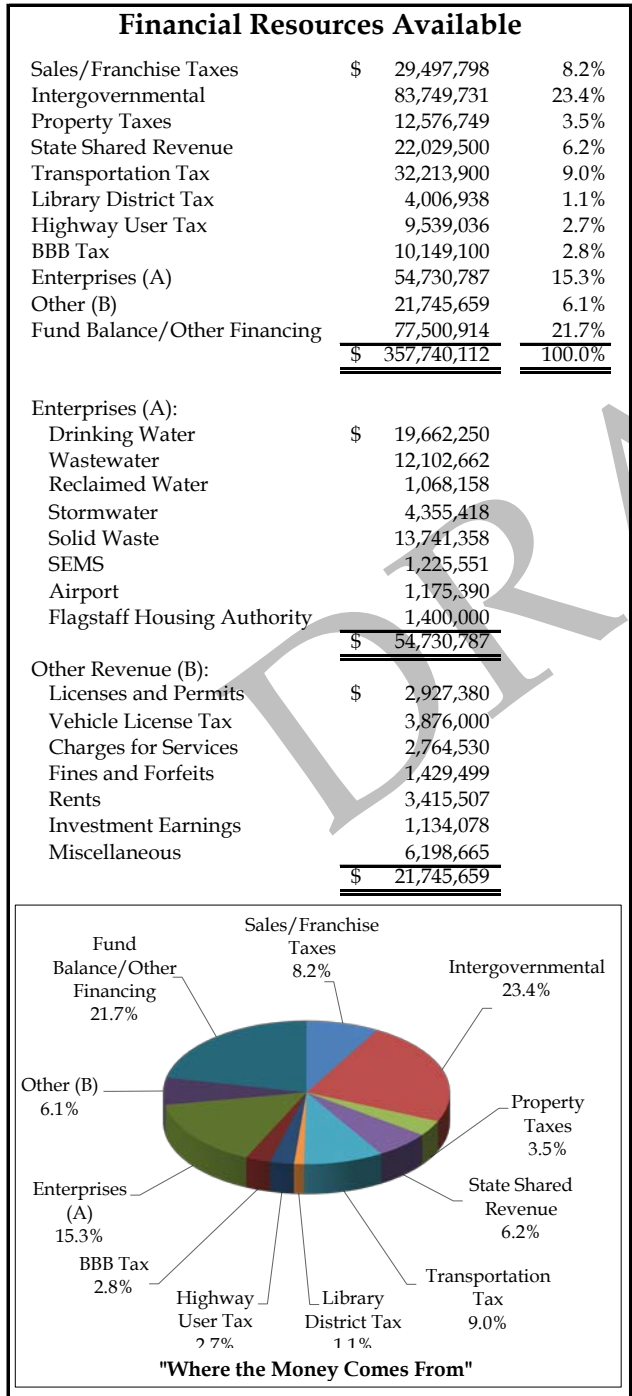 Financial Resources Available
Sales/Franchise Taxes $ 29,497,798 8.2%
Intergovernmental 83,749,731 23.4%
Property Taxes 12,576,749 3.5%
State Shared Revenue 22,029,500 6.2%
Transportation Tax 32,213,900 9.0%
Library District Tax 4,006,938 1.1%
Highway User Tax 9,539,036 2.7%
BBB Tax 10,149,100 2.8%
Enterprises (A) 54,730,787 15.3%
Other (B) 21,745,659 6.1%
Fund Balance/Other Financing 77,500,914 21.7%
$ 357,740,112 100.0%
Enterprises (A):
Drinking Water $ 19,662,250
Wastewater 12,102,662
Reclaimed Water 1,068,158
Stormwater 4,355,418
Solid Waste 13,741,358
SEMS 1,225,551
Airport 1,175,390
Flagstaff Housing Authority 1,400,000
$ 54,730,787
Other Revenue (B):
Licenses and Permits $ 2,927,380
Vehicle License Tax 3,876,000
Charges for Services 2,764,530
Fines and Forfeits 1,429,499
Rents 3,415,507
Investment Earnings 1,134,078
Miscellaneous 6,198,665
$ 21,745,659
DRA
Sales/Franchise
Taxes
8.2%
Intergovernmental
23.4%
Property
Taxes
3.5%
State Shared
Revenue
6.2%
Transportation
Tax
9.0%
Library
District Tax
1.1%
Highway
User Tax
2.7%
BBB Tax
2.8%
Enterprises
(A)
15.3%
Other (B)
6.1%
Fund
Balance/Other
Financing
21.7%
"Where the Money Comes From"